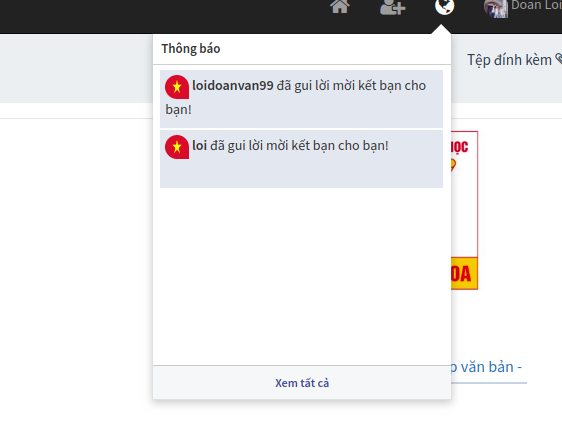 Doan Loi
Thông báo
Tệp đính kèm
loidoanvan99 đã gui lời mời kết bạn cho
bạn!
loi đã gui lời mời kết bạn cho bạn!
ỌC
OA
văn bản -
Xem tất cả